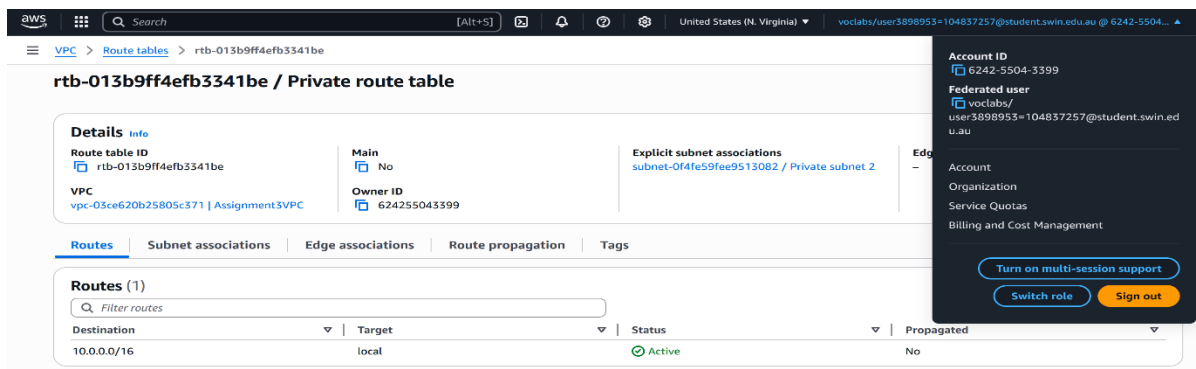 aws Search [Alt+S] United States (N. Virginia) ▼ voclabs/user3898953=104837257@student.swin.edu.au @ 6242-5504... ▲
VPC > Route tables > rtb-013b9ff4efb3341be
rtb-013b9ff4efb3341be / Private route table
Details Info
Route table ID
rtb-013b9ff4efb3341be
Main
No
Explicit subnet associations
subnet-0f4fe59fee9513082 / Private subnet 2
Edg
–
VPC
vpc-03ce620b25805c371 | Assignment3VPC
Owner ID
624255043399
Routes Subnet associations Edge associations Route propagation Tags
Routes (1)
Filter routes
Destination Target Status Propagated
10.0.0.0/16 local Active No
Account ID
6242-5504-3399
Federated user
voclabs/
user3898953=104837257@student.swin.ed
u.au
Account
Organization
Service Quotas
Billing and Cost Management
Turn on multi-session support
Switch role Sign out